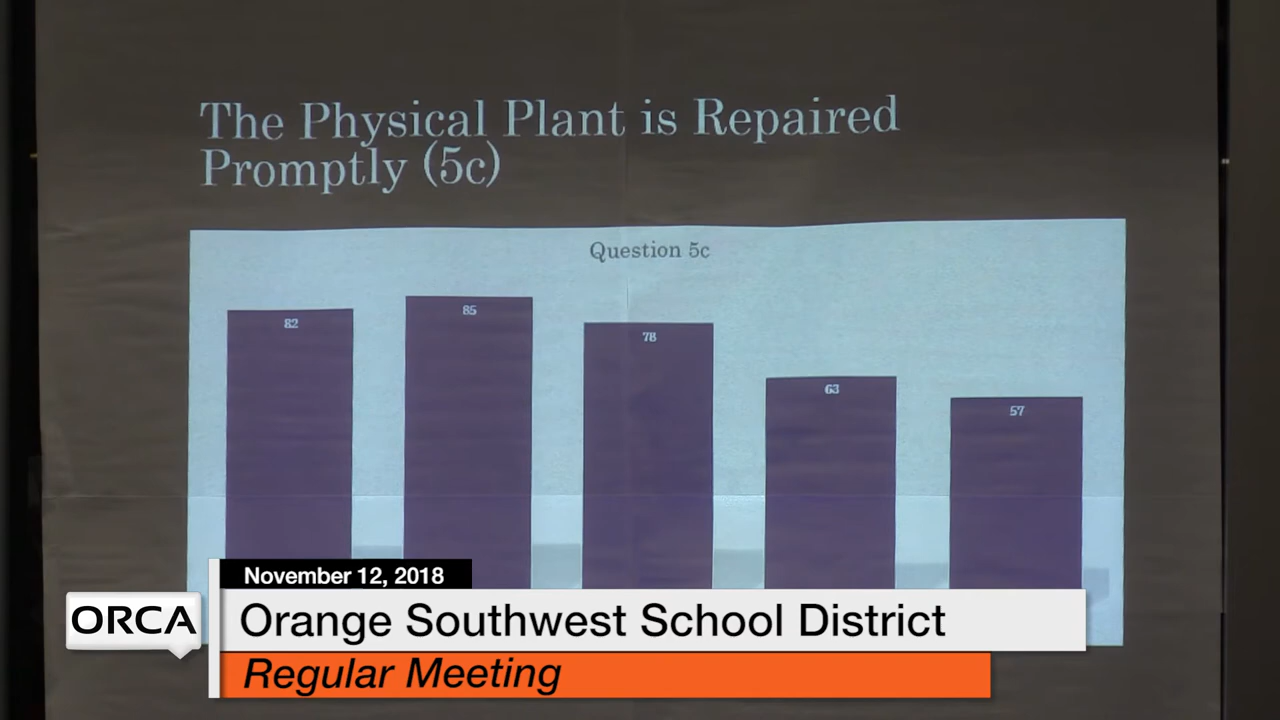 The Physical Plant is Repaired
Promptly (5c)
Question 5c
82
85
78
63
57
November 12, 2018
ORCA
Orange Southwest School District
Regular Meeting